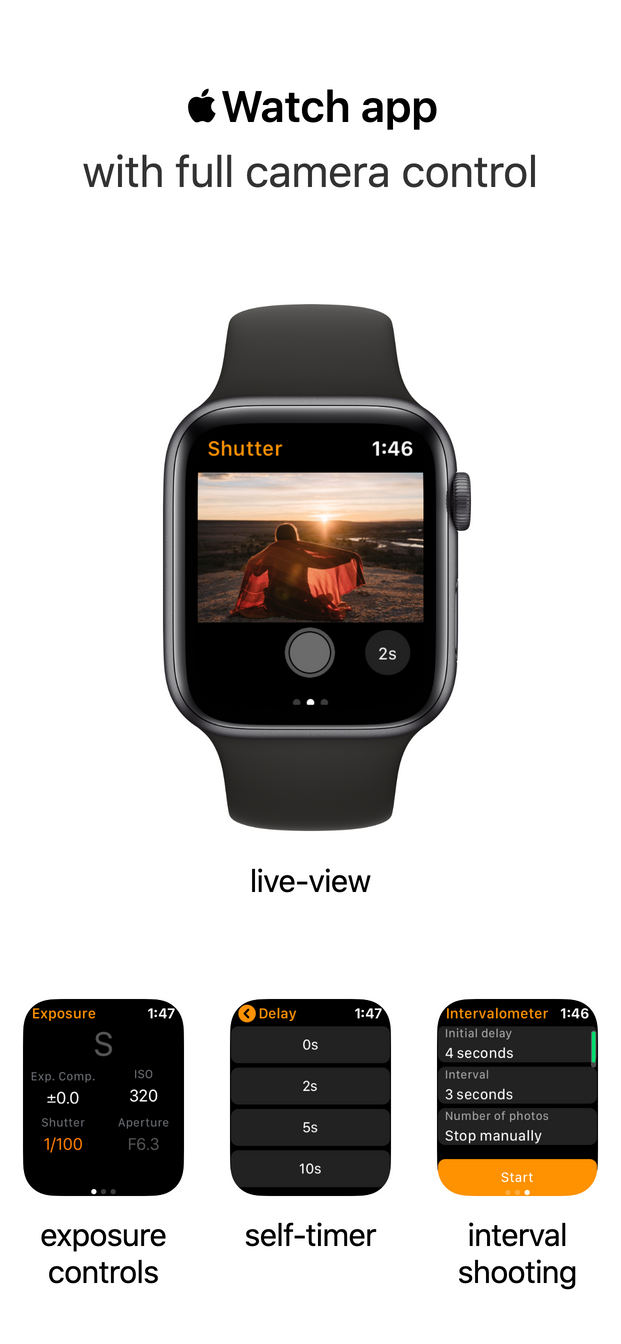 Watch app
with full camera control
Shutter 1:46
2s
live-view
Exposure 1:47
S
Exp. Comp. ISO
±0.0 320
Shutter Aperture
1/100 F6.3
exposure
controls
Delay 1:47
0s
2s
5s
10s
self-timer
Intervalometer 1:46
Initial delay
4 seconds
Interval
3 seconds
Number of photos
Stop manually
Start
interval
shooting